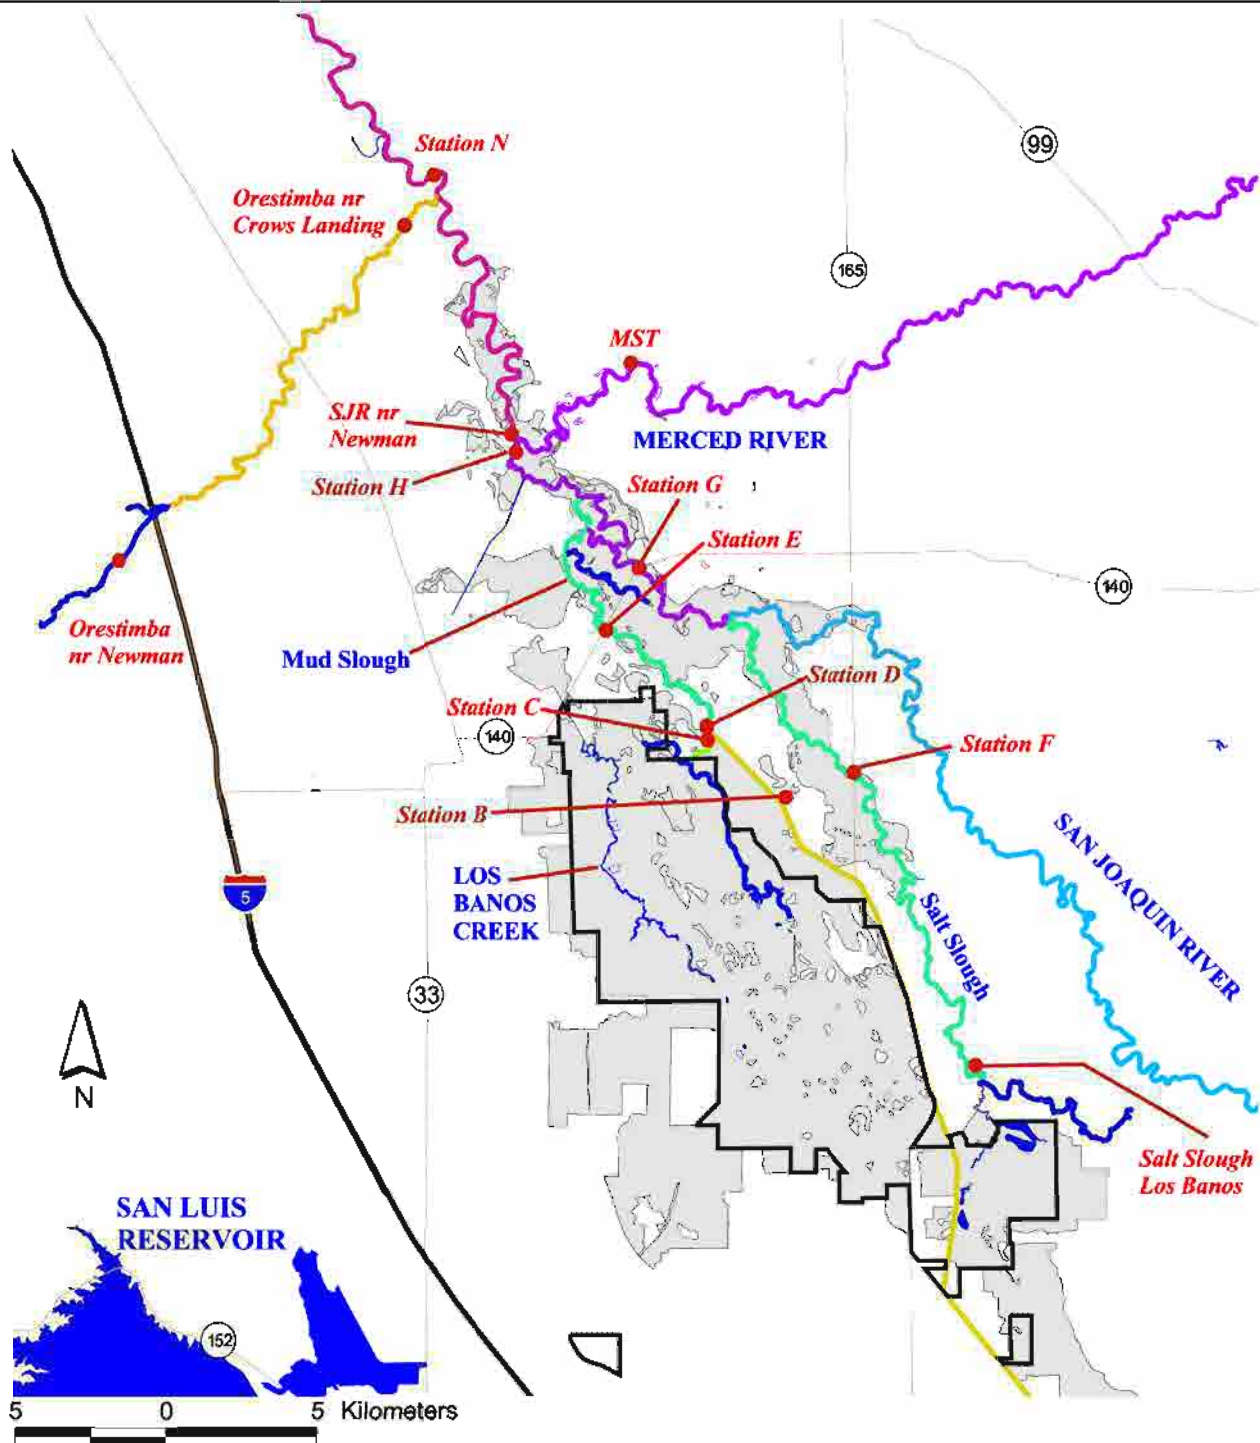 Station N
99
Orestimba nr
Crows Landing
165
MST
SJR nr
Newman
MERCED RIVER
Station H
Station G
Station E
140
Orestimba
nr Newman
Mud Slough
Station D
Station C
140
Station F
Station B
SAN JOAQUIN RIVER
5
LOS
BANOS
CREEK
Salt Slough
33
N
Salt Slough
Los Banos
SAN LUIS
RESERVOIR
152
5 0 5 Kilometers